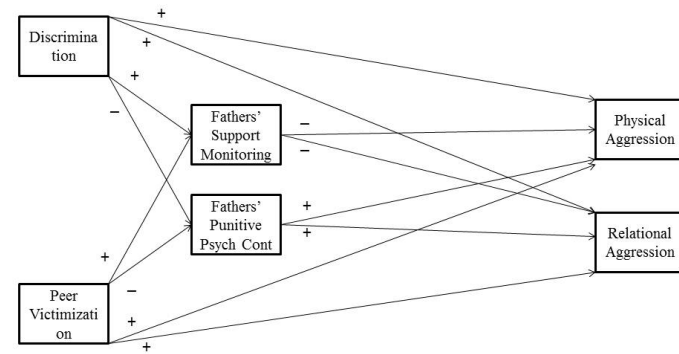 +
Discrimina
tion
+
+
–
Fathers'
Support
Monitoring
–
–
Physical
Aggression
Fathers'
Punitive
Psych Cont
+
+
Relational
Aggression
+
Peer
Victimizati
on
–
+
+